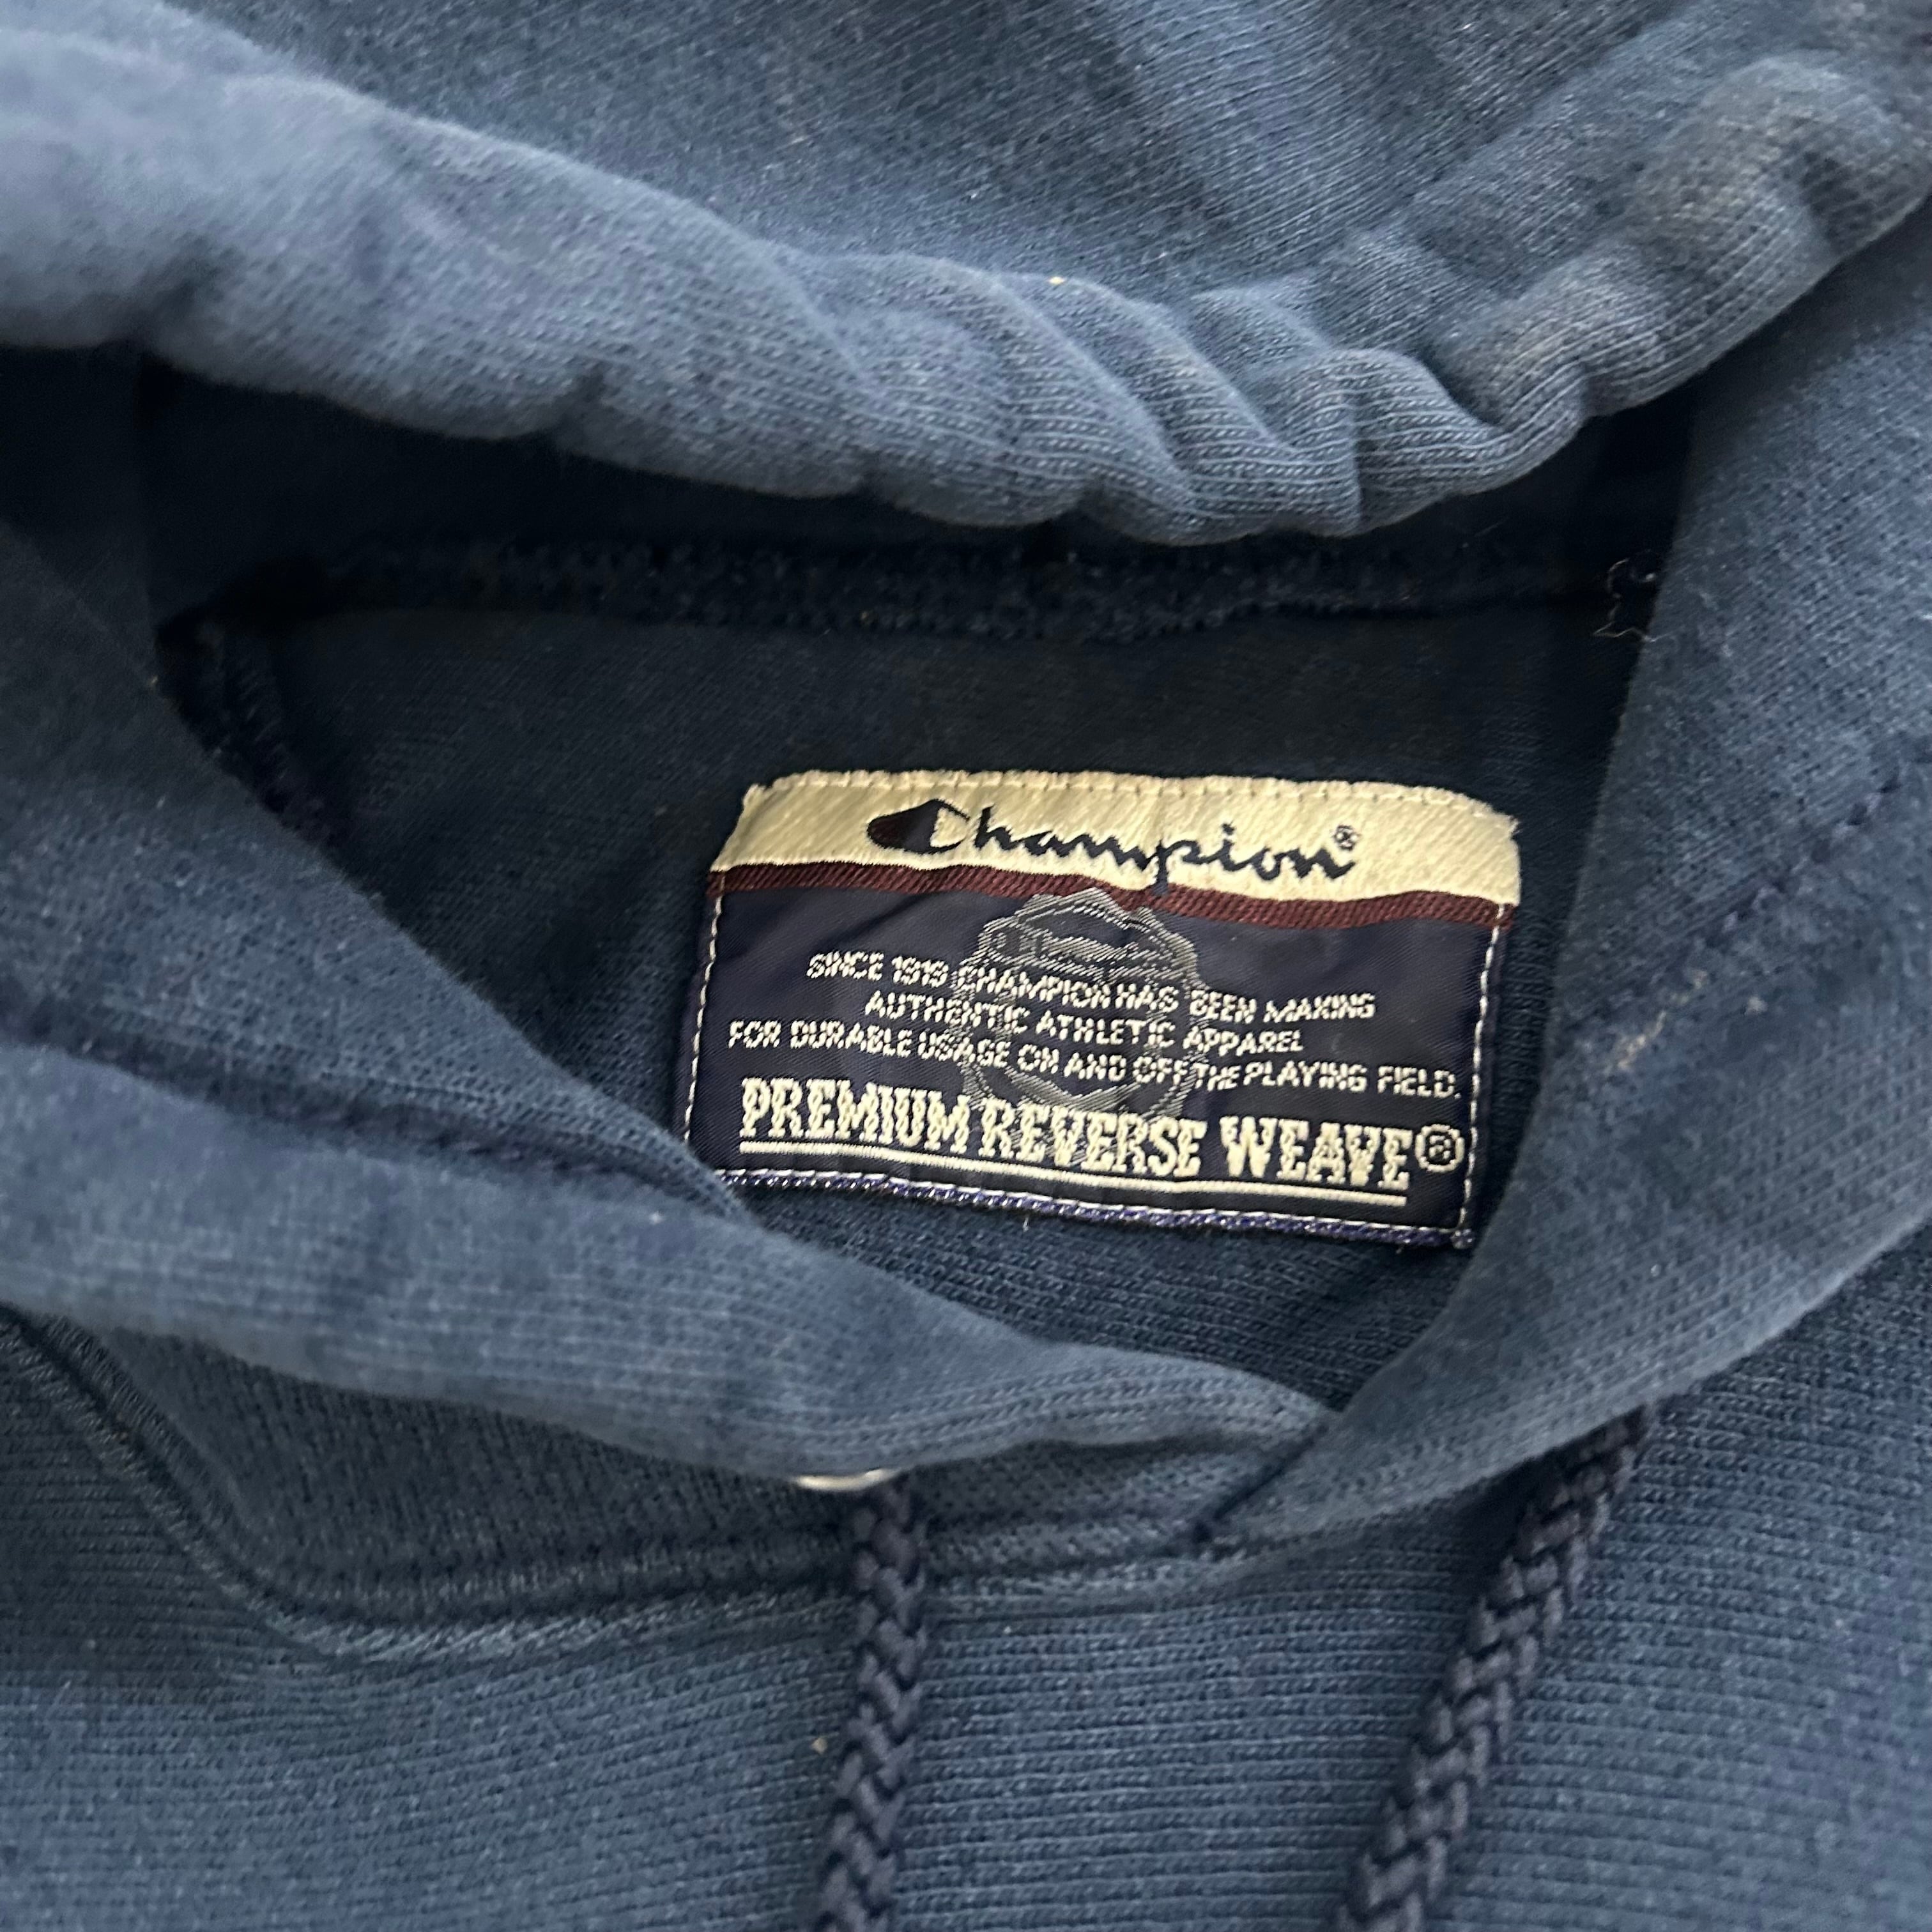 Champion®
SINCE 1919 CHAMPION HAS BEEN MAKING
AUTHENTIC ATHLETIC APPAREL
FOR DURABLE USAGE ON AND OFF THE PLAYING FIELD.
PREMIUM REVERSE WEAVE®